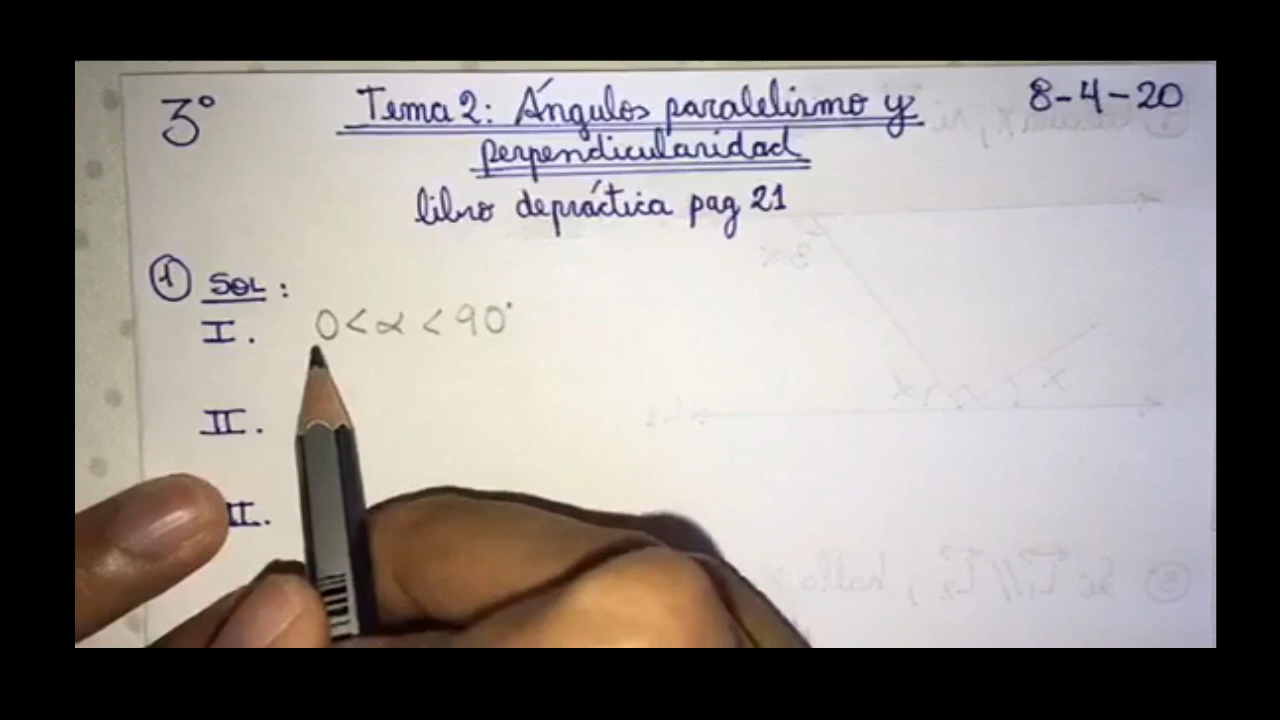 3° Tema 2: Ángulos paralelismo y 8-4-20
perpendicularidad
libro de práctica pag 21
① SOL:
I. 0<α<90°
II.
II.